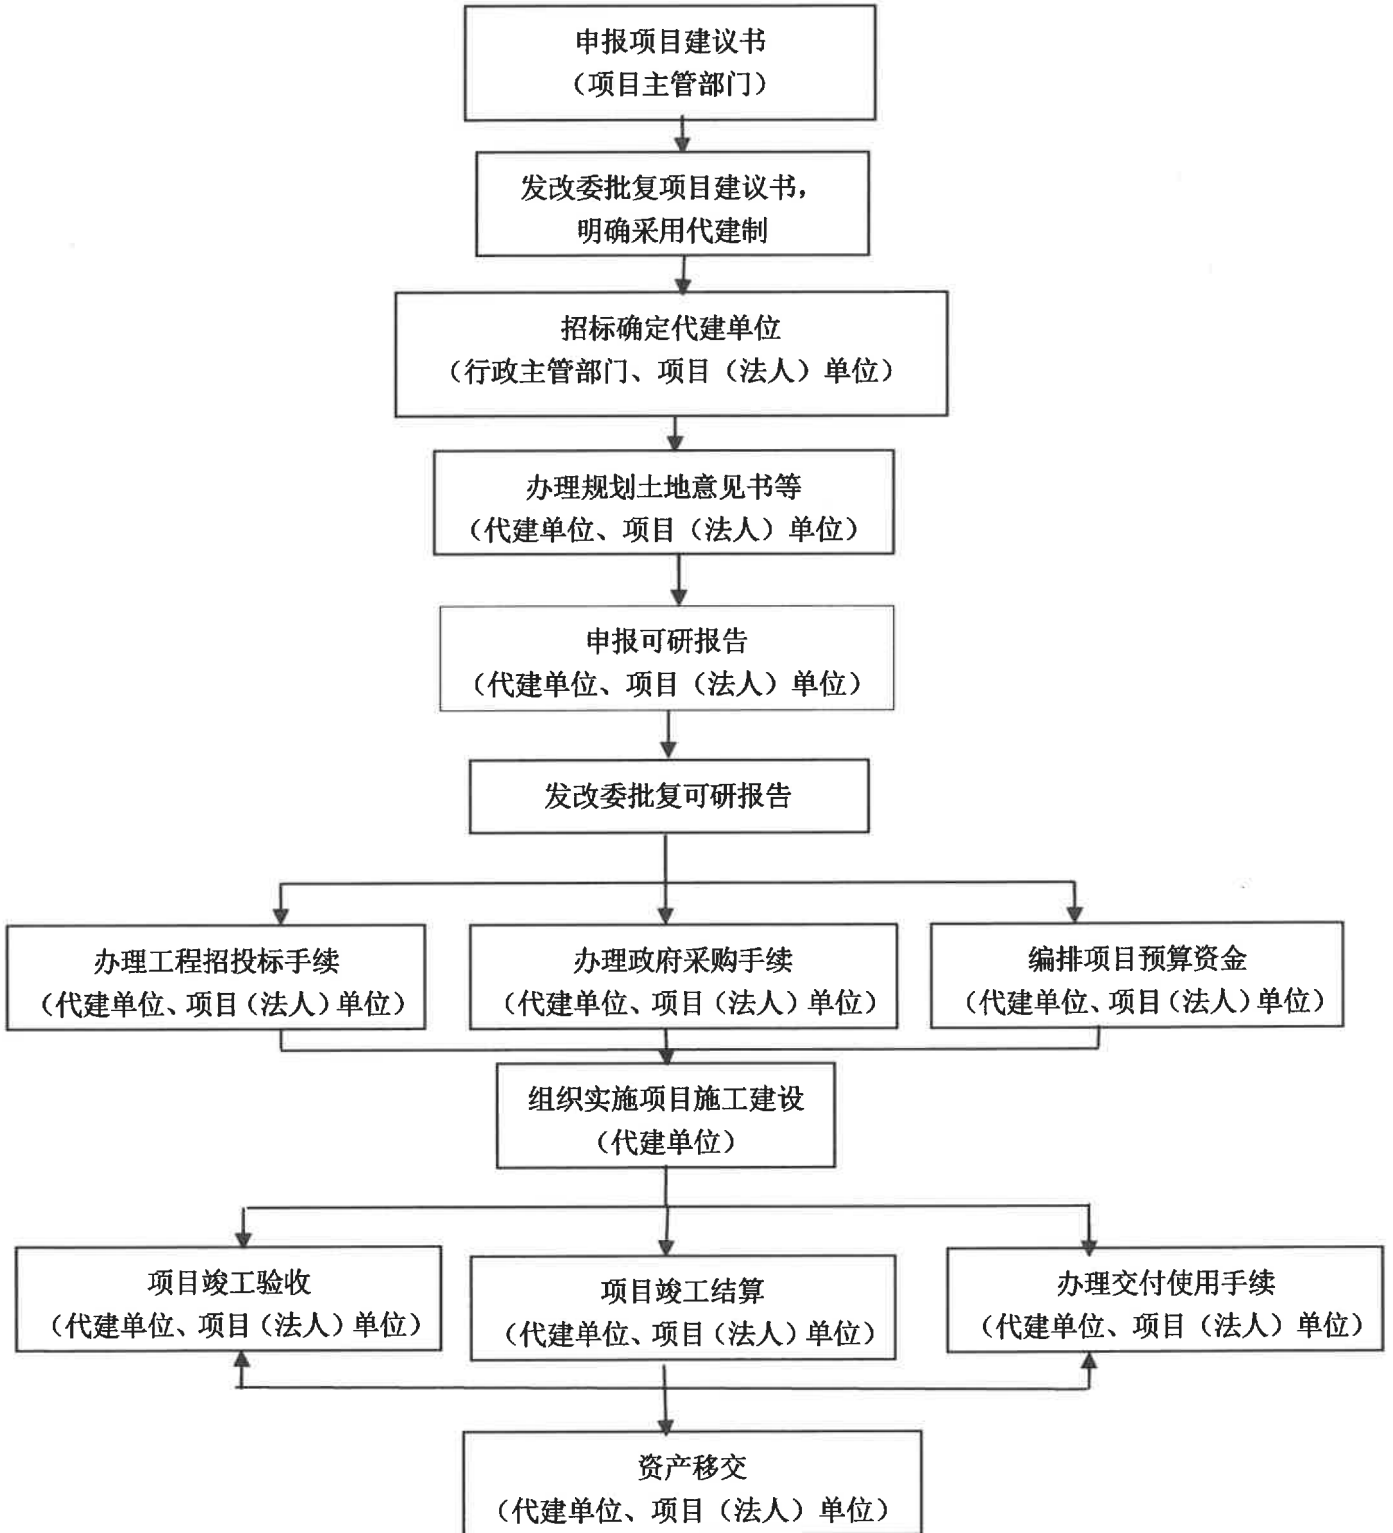 申报项目建议书
（项目主管部门）
发改委批复项目建议书，
明确采用代建制
招标确定代建单位
（行政主管部门、项目（法人）单位）
办理规划土地意见书等
（代建单位、项目（法人）单位）
申报可研报告
（代建单位、项目（法人）单位）
发改委批复可研报告
办理工程招投标手续
（代建单位、项目（法人）单位）
办理政府采购手续
（代建单位、项目（法人）单位）
编排项目预算资金
（代建单位、项目（法人）单位）
组织实施项目施工建设
（代建单位）
项目竣工验收
（代建单位、项目（法人）单位）
项目竣工结算
（代建单位、项目（法人）单位）
办理交付使用手续
（代建单位、项目（法人）单位）
资产移交
（代建单位、项目（法人）单位）